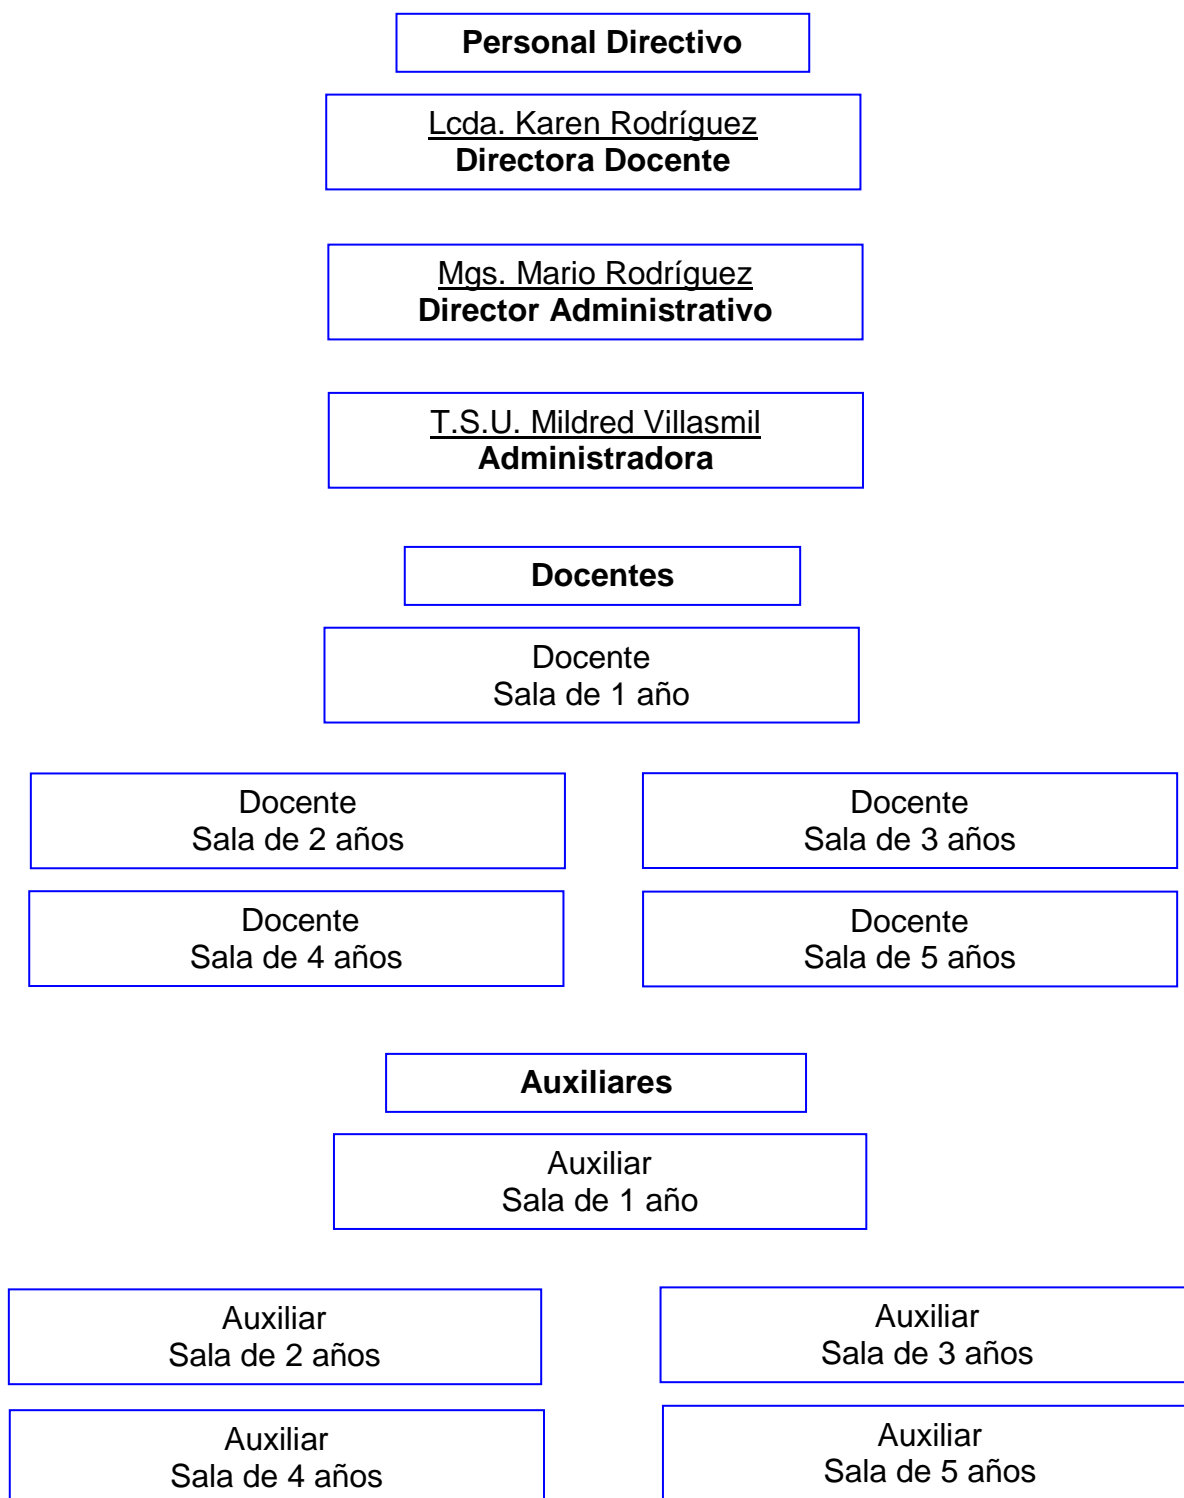 Personal Directivo
Lcda. Karen Rodríguez
Directora Docente
Mgs. Mario Rodríguez
Director Administrativo
T.S.U. Mildred Villasmil
Administradora
Docentes
Docente
Sala de 1 año
Docente
Sala de 2 años
Docente
Sala de 3 años
Docente
Sala de 4 años
Docente
Sala de 5 años
Auxiliares
Auxiliar
Sala de 1 año
Auxiliar
Sala de 2 años
Auxiliar
Sala de 3 años
Auxiliar
Sala de 4 años
Auxiliar
Sala de 5 años